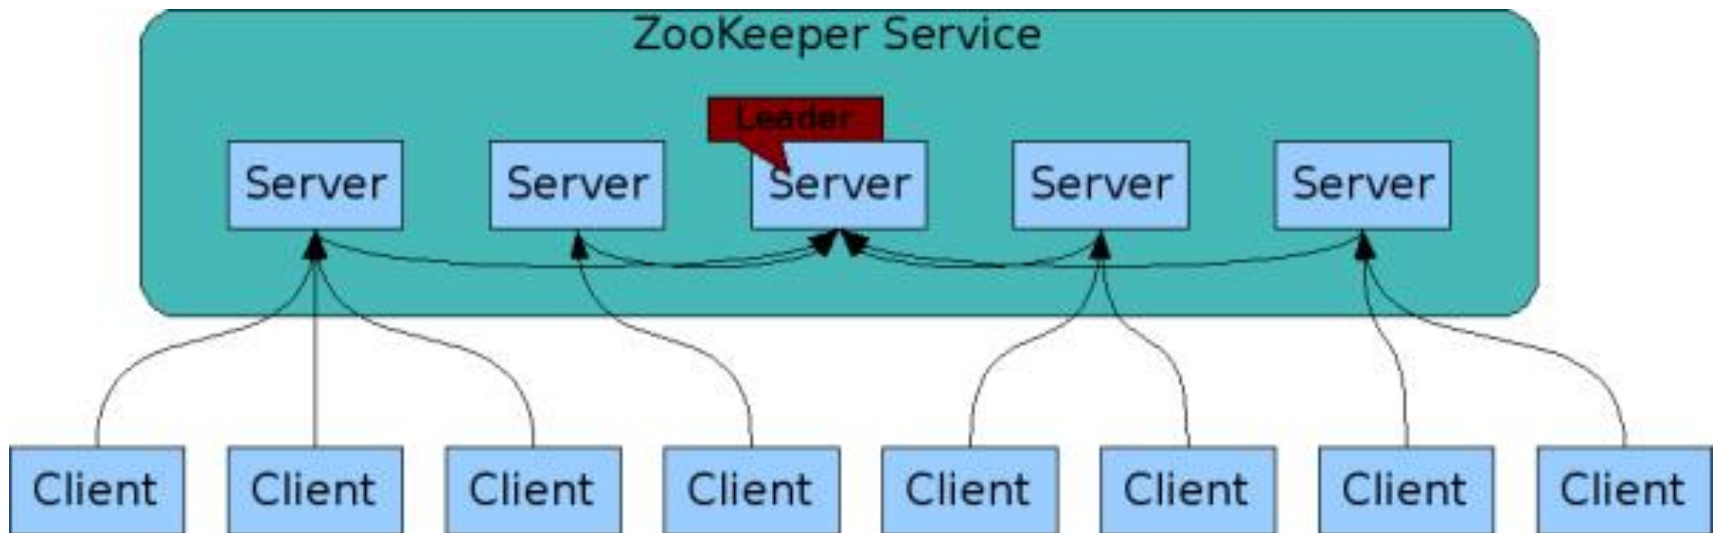 ZooKeeper Service
Leader
Server Server Server Server Server
Client Client Client Client Client Client Client Client